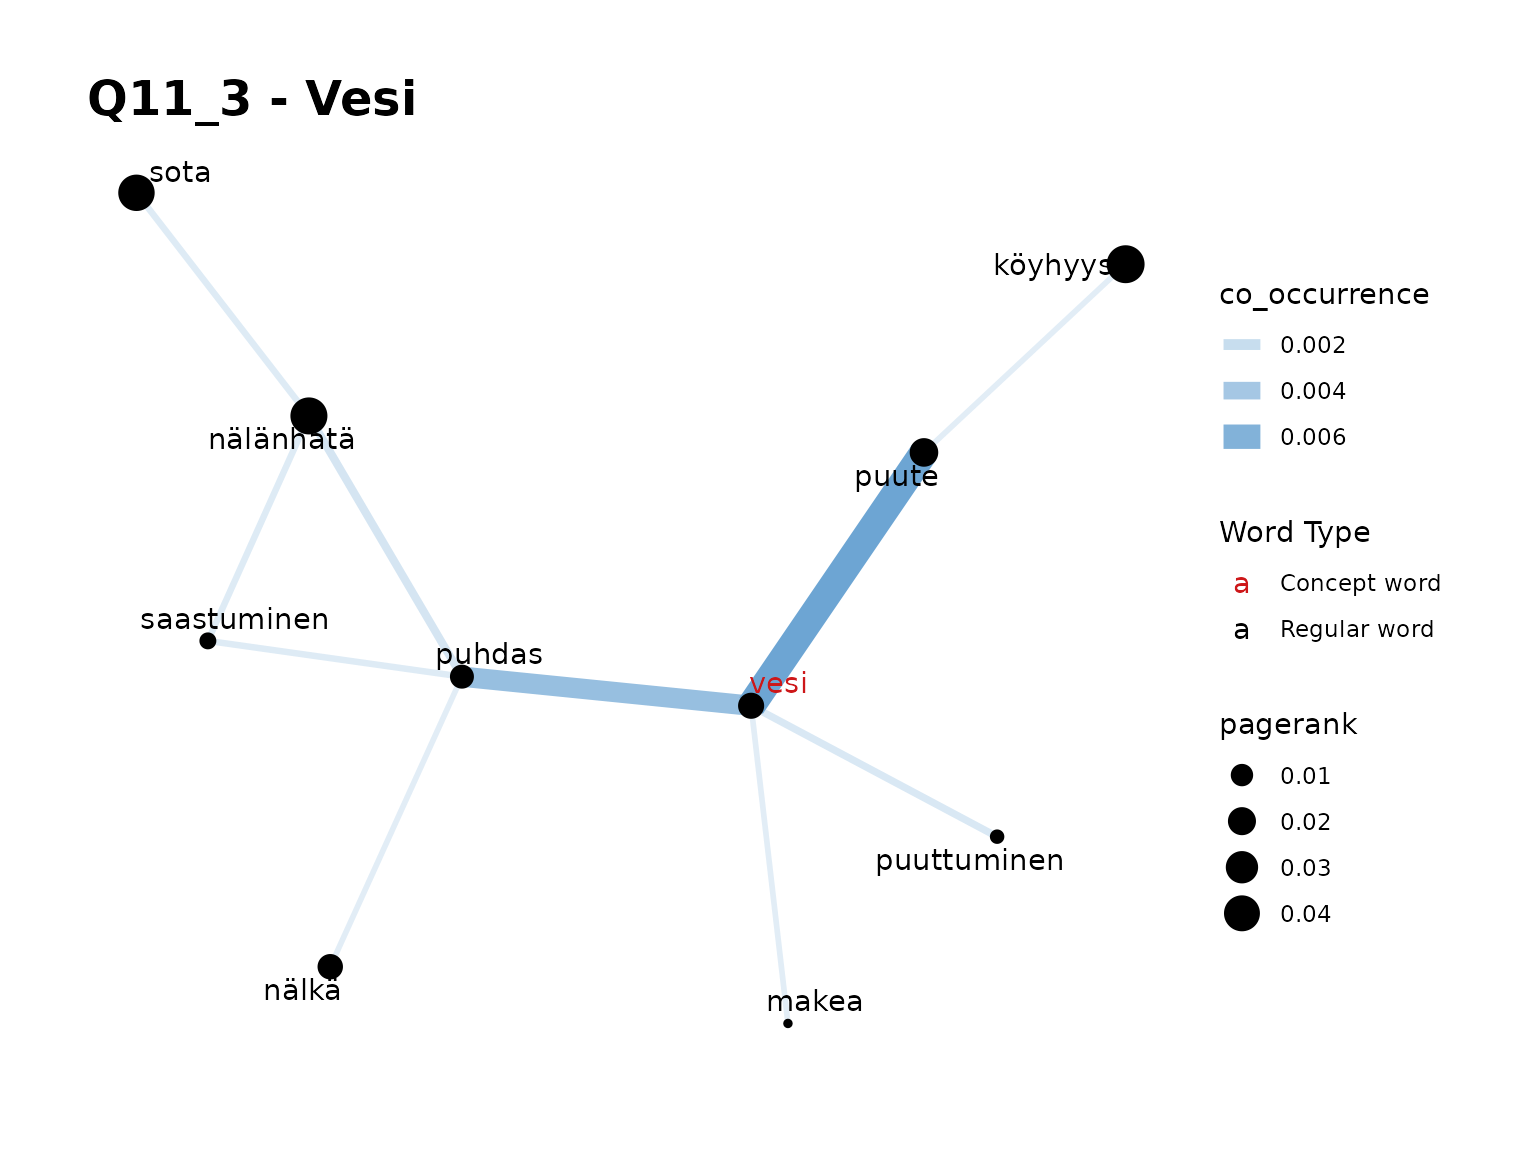 Q11_3 - Vesi
sota
köyhyys
nälänhätä
puute
saastuminen
puhdas
vesi
puuttuminen
nälkä
makea
co_occurrence
0.002
0.004
0.006
Word Type
a Concept word
a Regular word
pagerank
0.01
0.02
0.03
0.04